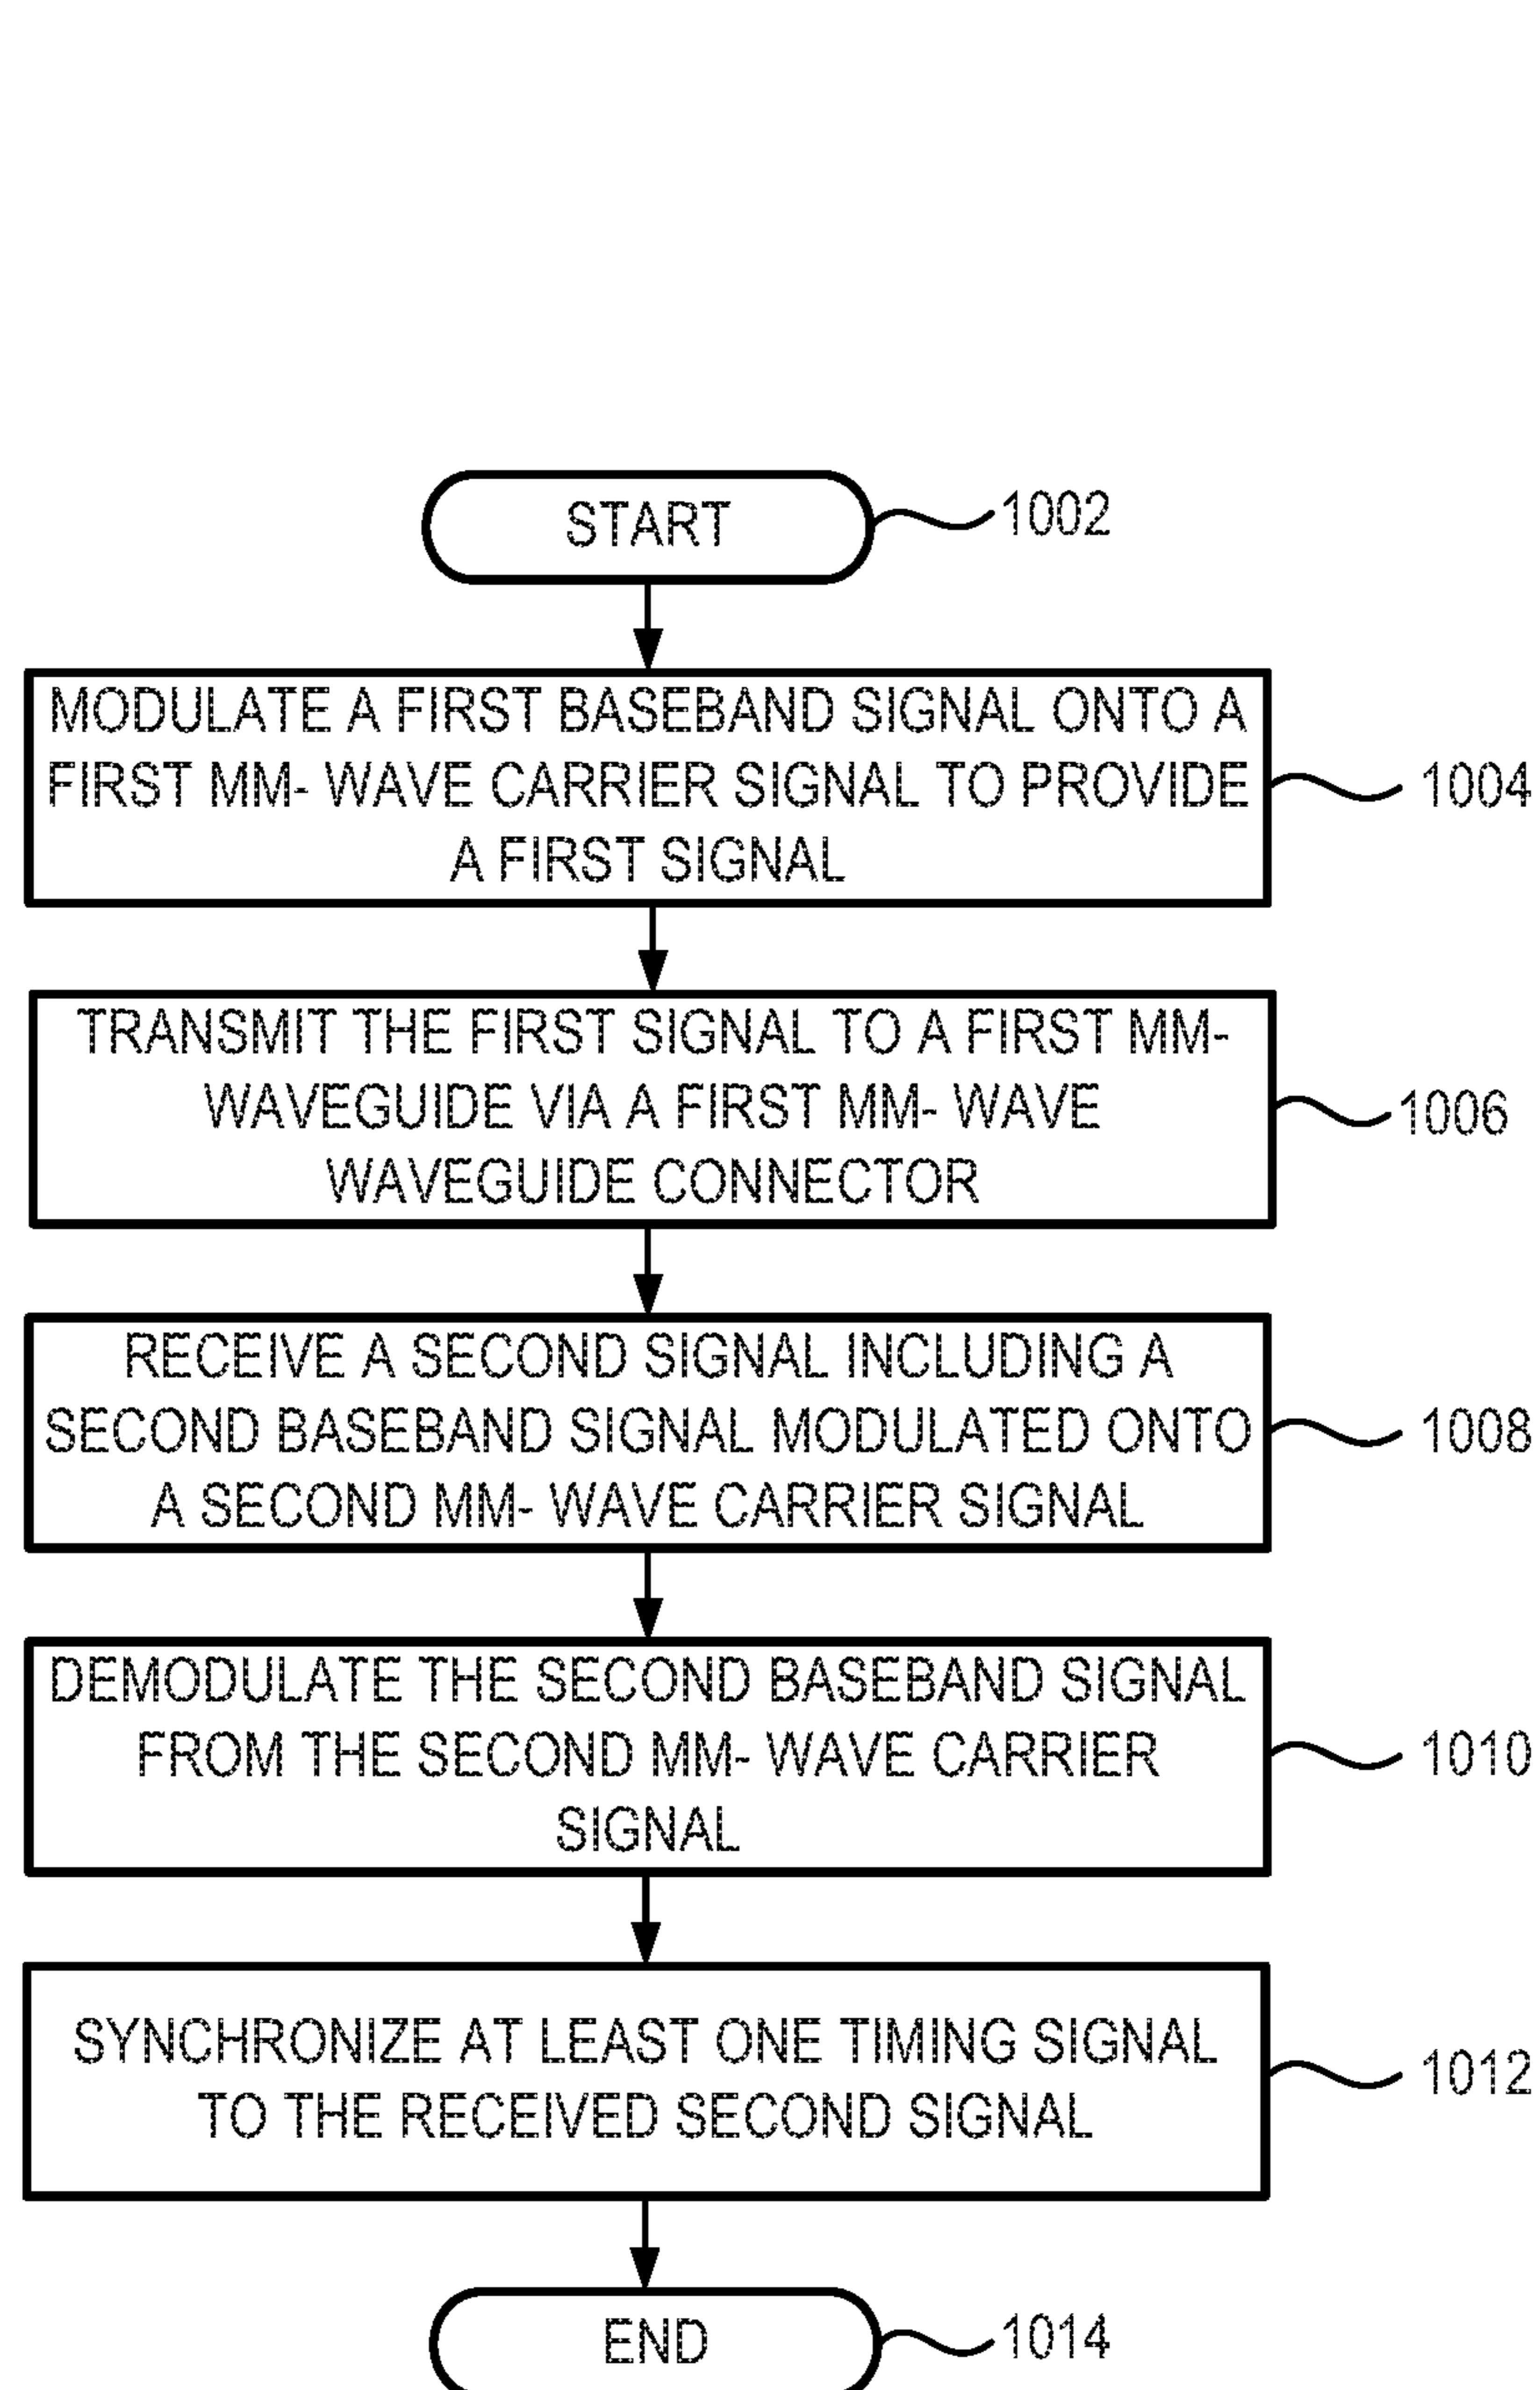 START
1002
MODULATE A FIRST BASEBAND SIGNAL ONTO A
FIRST MM- WAVE CARRIER SIGNAL TO PROVIDE
A FIRST SIGNAL
1004
TRANSMIT THE FIRST SIGNAL TO A FIRST MM-
WAVEGUIDE VIA A FIRST MM- WAVE
WAVEGUIDE CONNECTOR
1006
RECEIVE A SECOND SIGNAL INCLUDING A
SECOND BASEBAND SIGNAL MODULATED ONTO
A SECOND MM- WAVE CARRIER SIGNAL
1008
DEMODULATE THE SECOND BASEBAND SIGNAL
FROM THE SECOND MM- WAVE CARRIER
SIGNAL
1010
SYNCHRONIZE AT LEAST ONE TIMING SIGNAL
TO THE RECEIVED SECOND SIGNAL
1012
END
1014